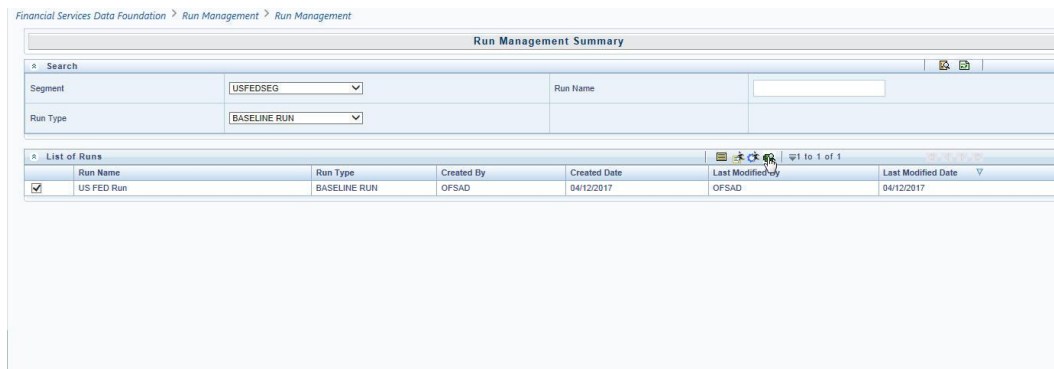 Financial Services Data Foundation > Run Management > Run Management
Run Management Summary
Search
Segment USFEDSEG Run Name
Run Type BASELINE RUN
List of Runs 1 to 1 of 1
Run Name Run Type Created By Created Date Last Modified By Last Modified Date
US FED Run BASELINE RUN OFSAD 04/12/2017 OFSAD 04/12/2017